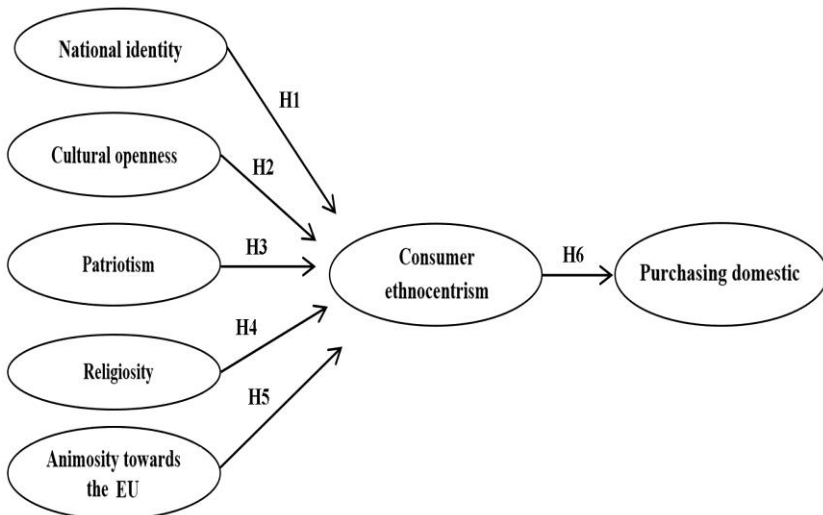 National identity
H1
Cultural openness
H2
Patriotism
H3
Religiosity
H4
Animosity towards
the EU
H5
Consumer
ethnocentrism
H6
Purchasing domestic